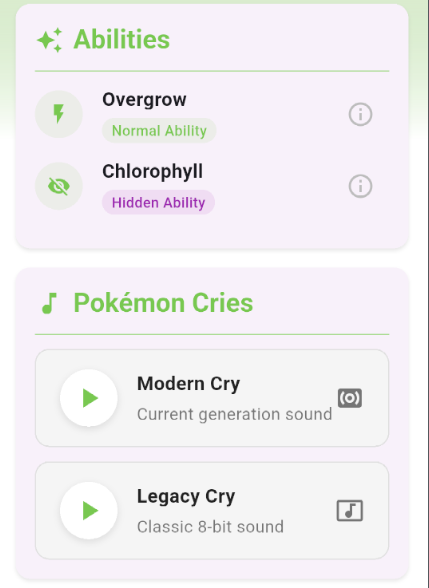 Abilities
Overgrow
Normal Ability
Chlorophyll
Hidden Ability
Pokémon Cries
Modern Cry
Current generation sound
Legacy Cry
Classic 8-bit sound